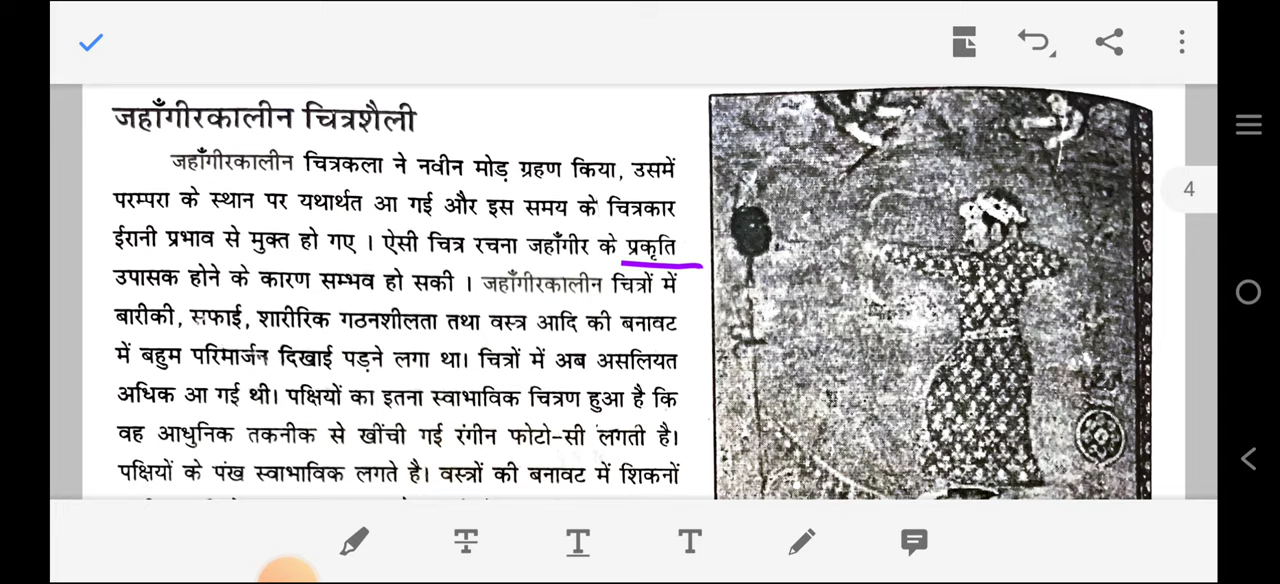 जहाँगीरकालीन चित्रशैली
4
जहाँगीरकालीन चित्रकला ने नवीन मोड़ ग्रहण किया, उसमें
परम्परा के स्थान पर यथार्थत आ गई और इस समय के चित्रकार
ईरानी प्रभाव से मुक्त हो गए । ऐसी चित्र रचना जहाँगीर के प्रकृति
उपासक होने के कारण सम्भव हो सकी । जहाँगीरकालीन चित्रों में
बारीकी, सफाई, शारीरिक गठनशीलता तथा वस्त्र आदि की बनावट
में बहुम परिमार्जन दिखाई पड़ने लगा था। चित्रों में अब असलियत
अधिक आ गई थी। पक्षियों का इतना स्वाभाविक चित्रण हुआ है कि
वह आधुनिक तकनीक से खींची गई रंगीन फोटो-सी लगती है।
पक्षियों के पंख स्वाभाविक लगते है। वस्त्रों की बनावट में शिकनों